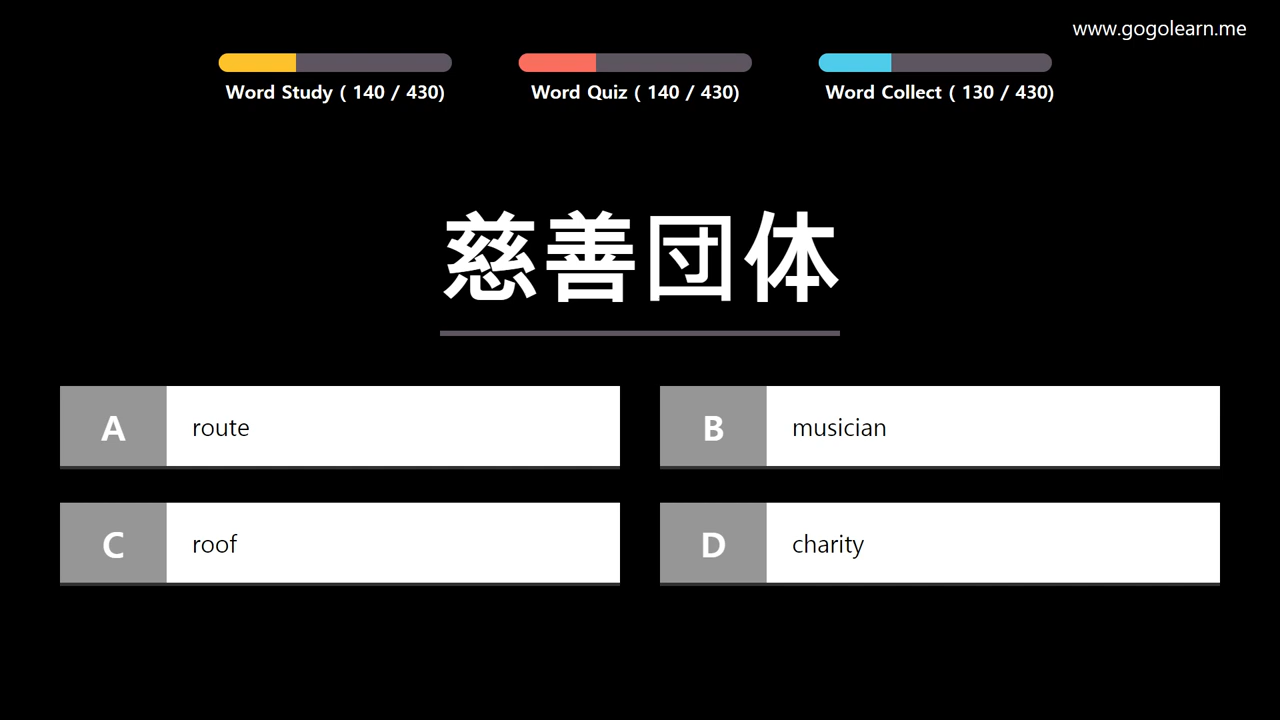 www.gogolearn.me
Word Study ( 140 / 430)
Word Quiz ( 140 / 430)
Word Collect ( 130 / 430)
慈善団体
A route
B musician
C roof
D charity